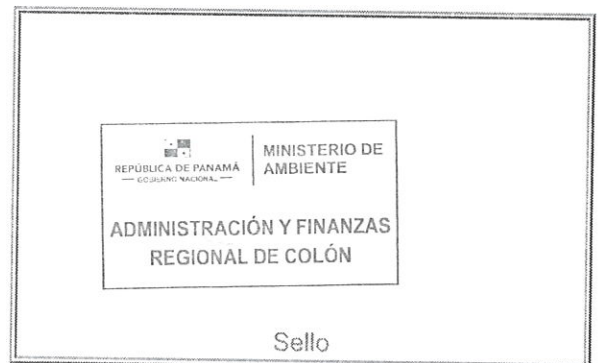 REPÚBLICA DE PANAMÁ
— GOBIERNO NACIONAL —
MINISTERIO DE
AMBIENTE
ADMINISTRACIÓN Y FINANZAS
REGIONAL DE COLÓN
Sello